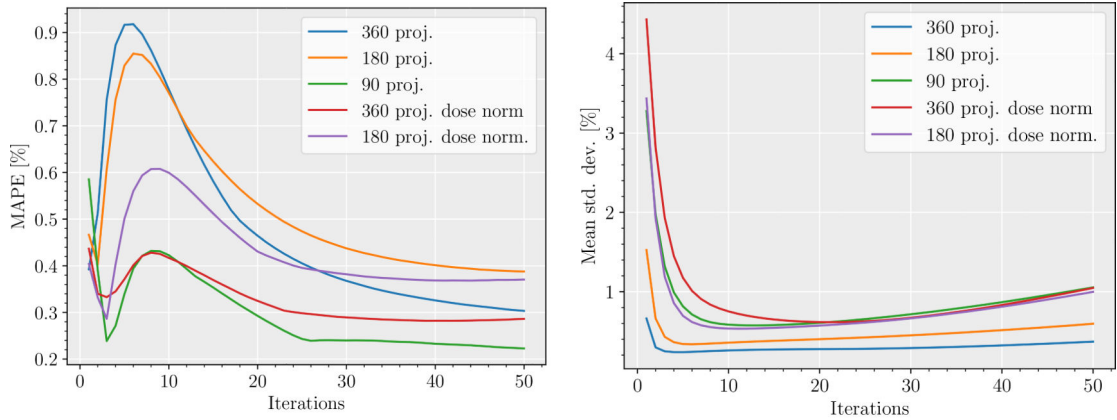 MAPE [%]
0.9
0.8
0.7
0.6
0.5
0.4
0.3
0.2
360 proj.
180 proj.
90 proj.
360 proj. dose norm
180 proj. dose norm.
0 10 20 30 40 50
Iterations
Mean std. dev. [%]
4
3
2
1
0
360 proj.
180 proj.
90 proj.
360 proj. dose norm
180 proj. dose norm.
0 10 20 30 40 50
Iterations